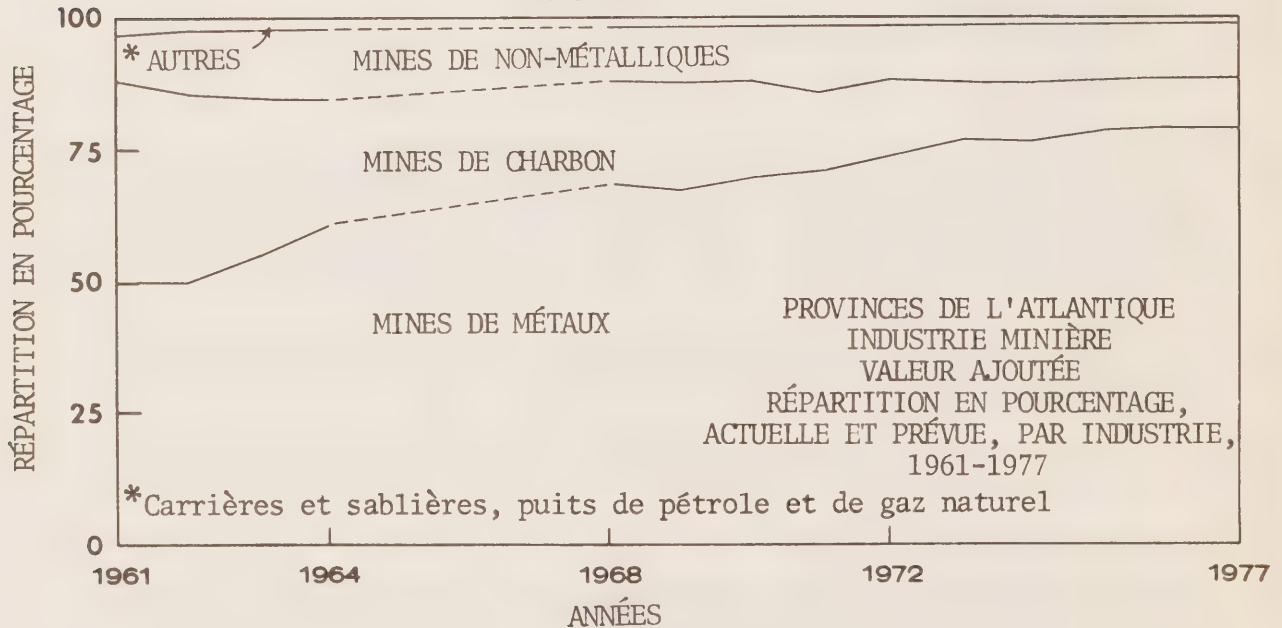 RÉPARTITION EN POURCENTAGE
100
75
50
25
0
* AUTRES
MINES DE NON-MÉTALLIQUES
MINES DE CHARBON
MINES DE MÉTAUX
PROVINCES DE L'ATLANTIQUE
INDUSTRIE MINIÈRE
VALEUR AJOUTÉE
RÉPARTITION EN POURCENTAGE,
ACTUELLE ET PRÉVUE, PAR INDUSTRIE,
1961-1977
*Carrières et sablières, puits de pétrole et de gaz naturel
1961 1964 1968 1972 1977
ANNÉES